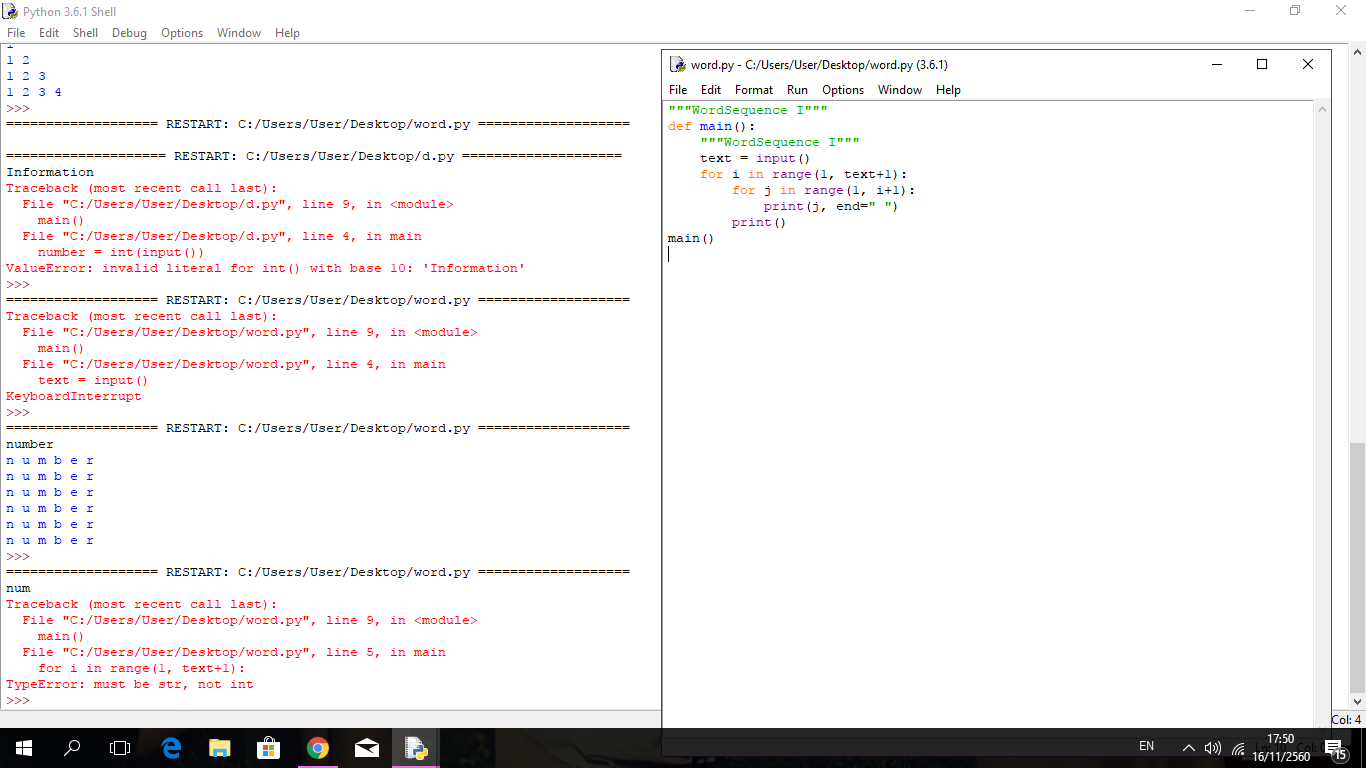 Python 3.6.1 Shell
File Edit Shell Debug Options Window Help
1
1 2
1 2 3
1 2 3 4
>>>
=================== RESTART: C:/Users/User/Desktop/word.py ===================
==================== RESTART: C:/Users/User/Desktop/d.py ====================
Information
Traceback (most recent call last):
  File "C:/Users/User/Desktop/d.py", line 9, in <module>
    main()
  File "C:/Users/User/Desktop/d.py", line 4, in main
    number = int(input())
ValueError: invalid literal for int() with base 10: 'Information'
>>>
=================== RESTART: C:/Users/User/Desktop/word.py ===================
Traceback (most recent call last):
  File "C:/Users/User/Desktop/word.py", line 9, in <module>
    main()
  File "C:/Users/User/Desktop/word.py", line 4, in main
    text = input()
KeyboardInterrupt
>>>
=================== RESTART: C:/Users/User/Desktop/word.py ===================
number
n u m b e r
n u m b e r
n u m b e r
n u m b e r
n u m b e r
n u m b e r
>>>
=================== RESTART: C:/Users/User/Desktop/word.py ===================
num
Traceback (most recent call last):
  File "C:/Users/User/Desktop/word.py", line 9, in <module>
    main()
  File "C:/Users/User/Desktop/word.py", line 5, in main
    for i in range(1, text+1):
TypeError: must be str, not int
>>>
word.py - C:/Users/User/Desktop/word.py (3.6.1)
File Edit Format Run Options Window Help
"""WordSequence I"""
def main():
    """WordSequence I"""
    text = input()
    for i in range(1, text+1):
        for j in range(1, i+1):
            print(j, end=" ")
        print()
main()
Col: 4
EN
17:50
16/11/2560
15